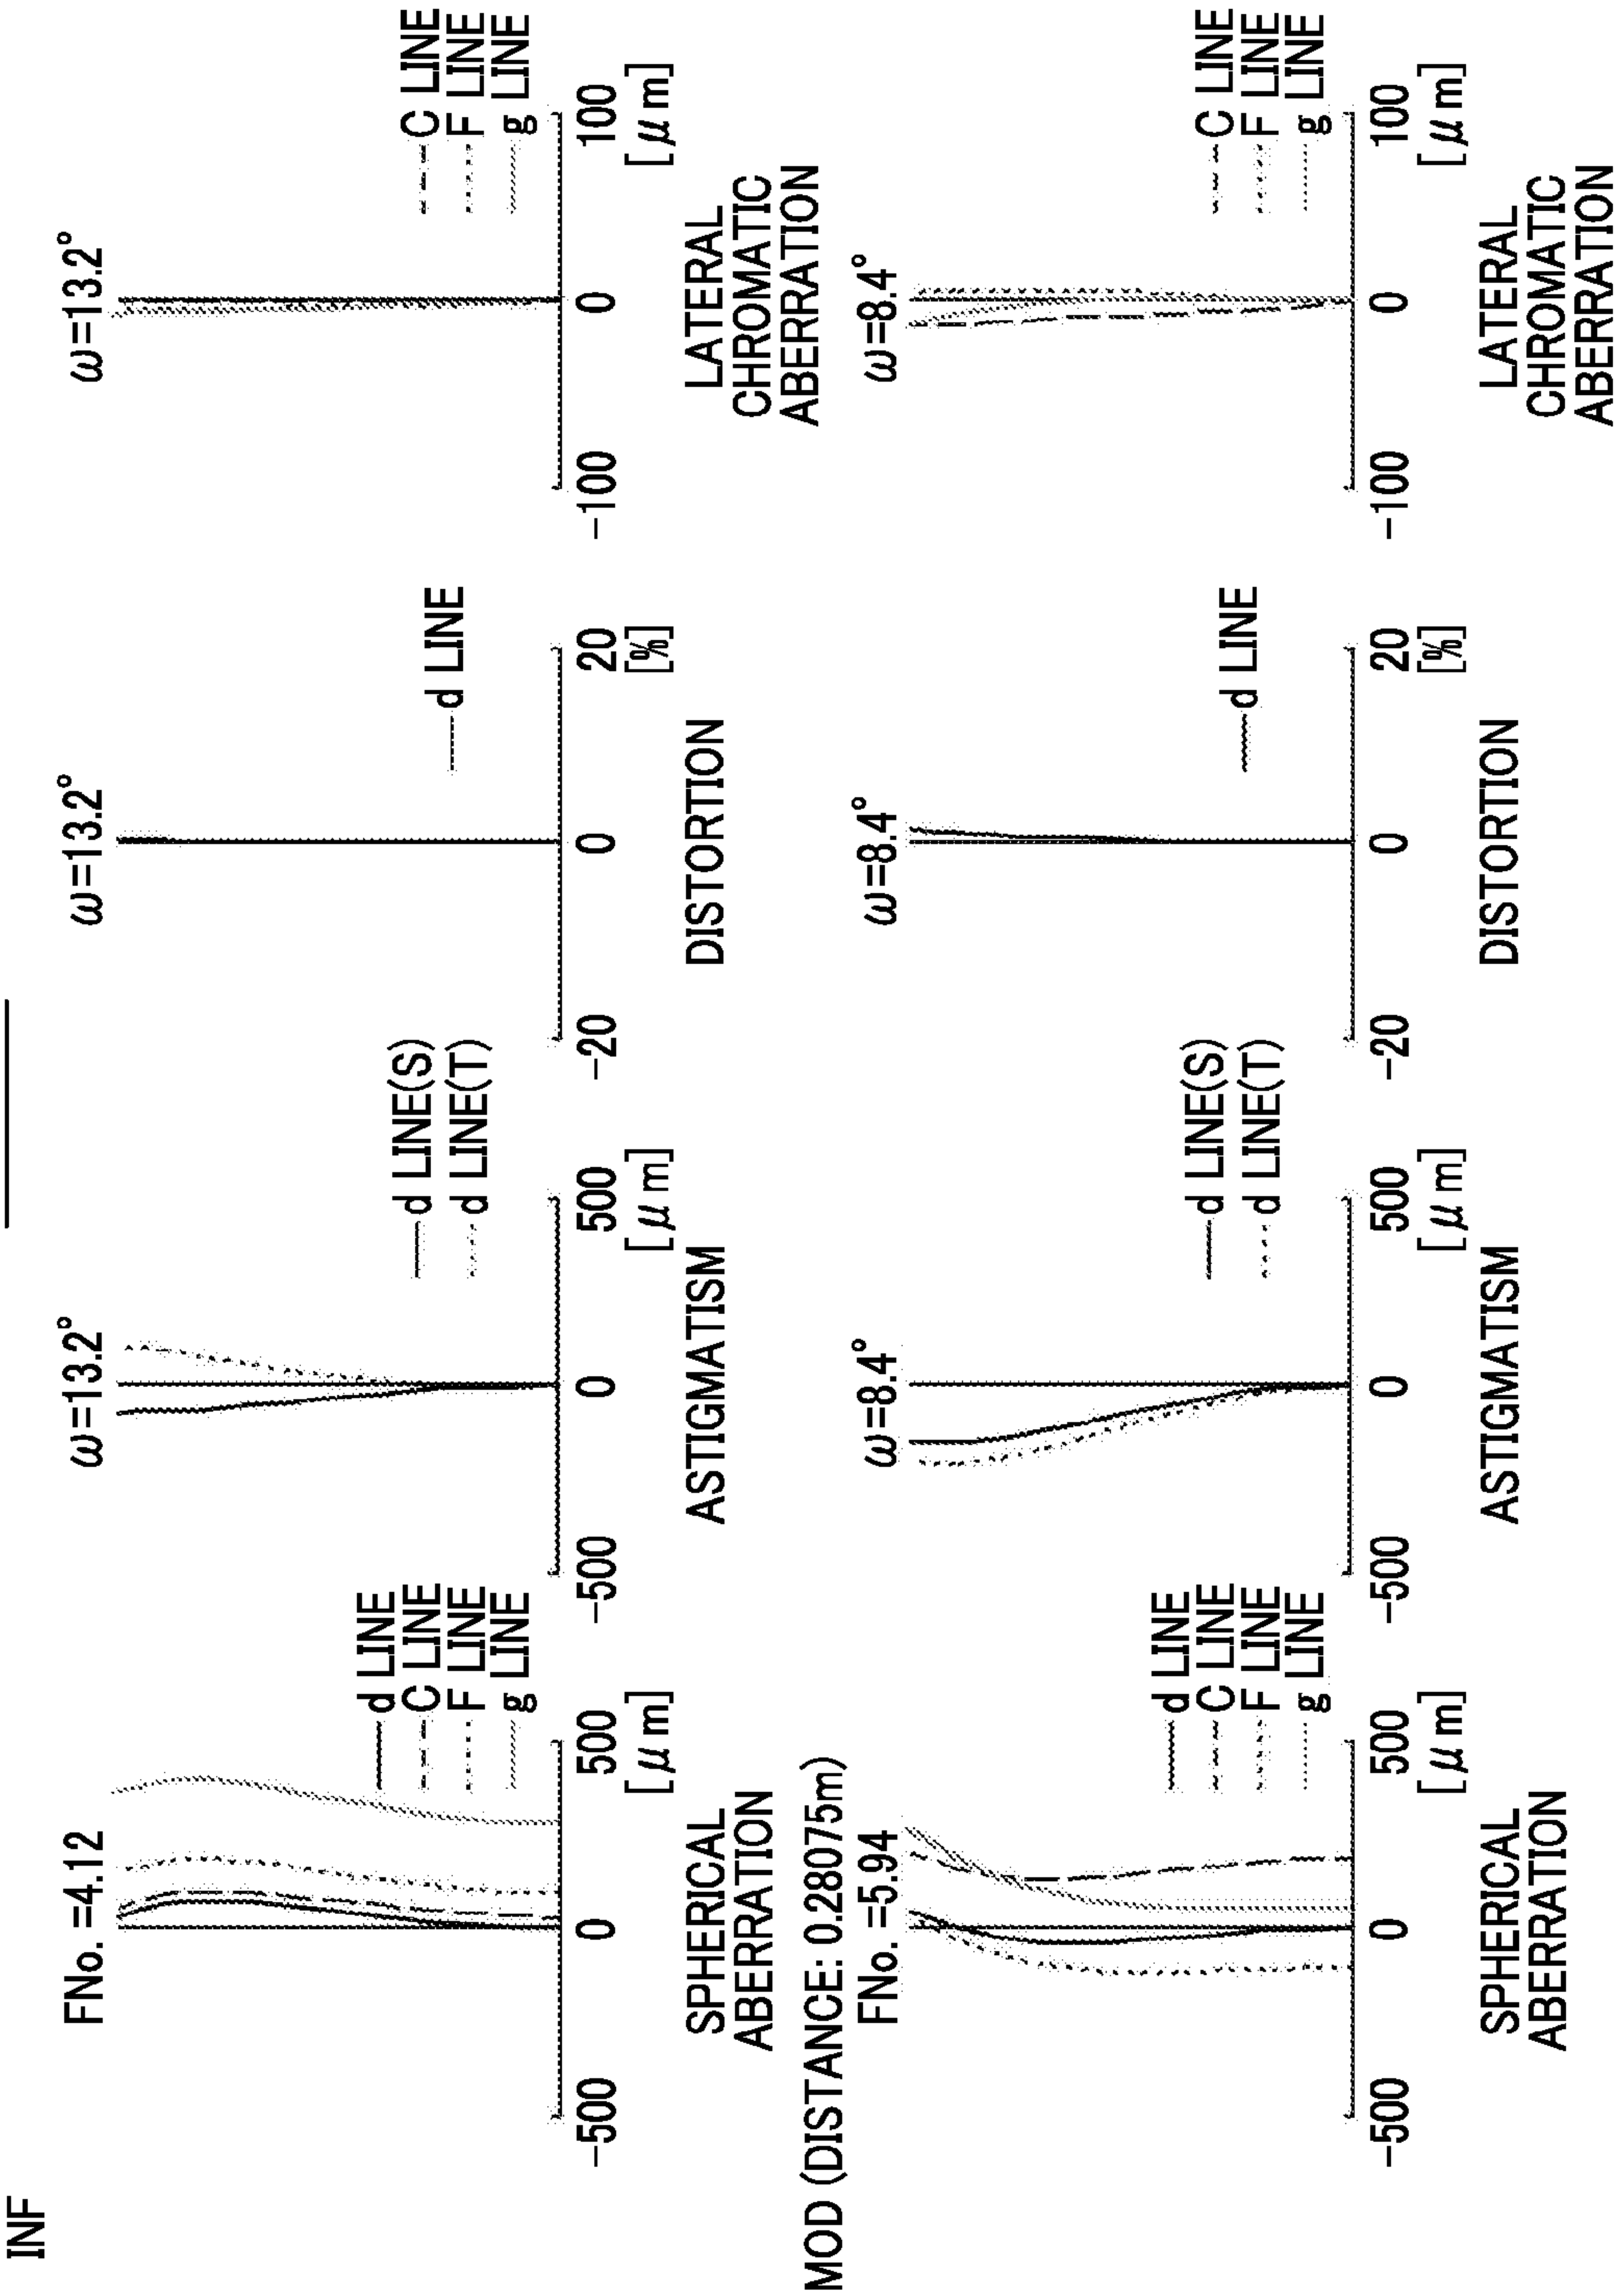 INF
FNo. =4.12
d LINE
C LINE
F LINE
g LINE
-500
0
500
[μm]
SPHERICAL
ABERRATION
ω=13.2°
d LINE(S)
d LINE(T)
-500
0
500
[μm]
ASTIGMATISM
ω=13.2°
d LINE
-20
0
20
[%]
DISTORTION
ω=13.2°
C LINE
F LINE
g LINE
-100
0
100
[μm]
LATERAL
CHROMATIC
ABERRATION
MOD (DISTANCE: 0.28075m)
FNo. =5.94
d LINE
C LINE
F LINE
g LINE
-500
0
500
[μm]
SPHERICAL
ABERRATION
ω=8.4°
d LINE(S)
d LINE(T)
-500
0
500
[μm]
ASTIGMATISM
ω=8.4°
d LINE
-20
0
20
[%]
DISTORTION
ω=8.4°
C LINE
F LINE
g LINE
-100
0
100
[μm]
LATERAL
CHROMATIC
ABERRATION